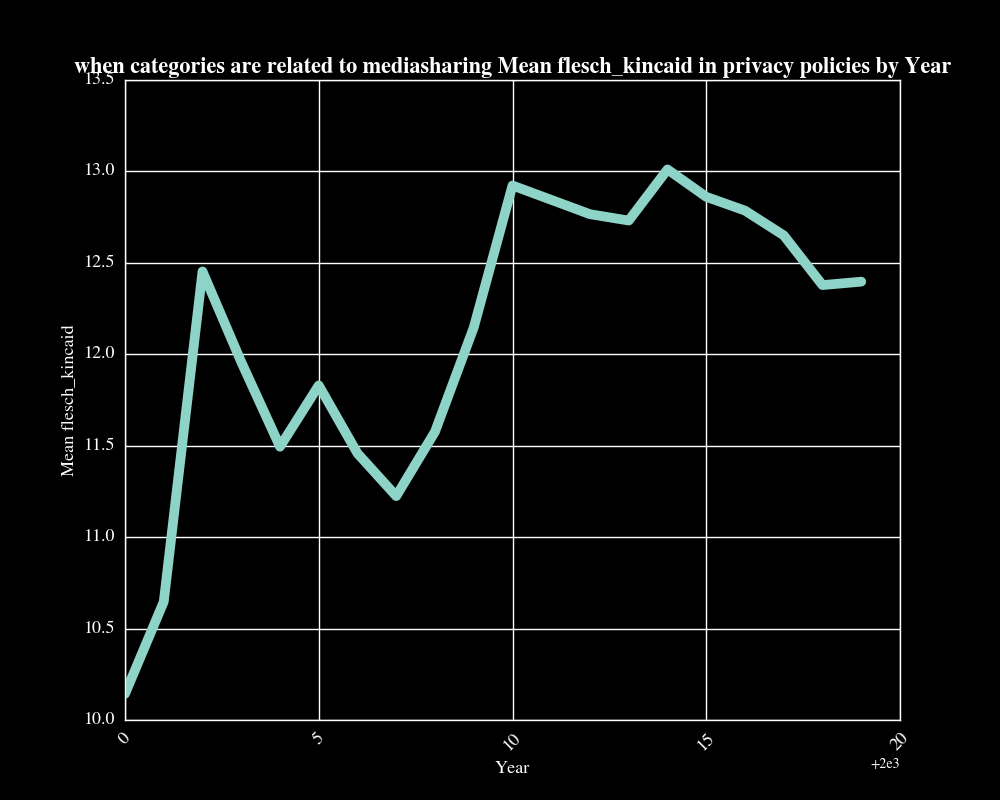 when categories are related to mediasharing Mean flesch_kincaid in privacy policies by Year
13.5
13.0
12.5
12.0
11.5
11.0
10.5
10.0
Mean flesch_kincaid
0 5 10 15 20
+2e3
Year